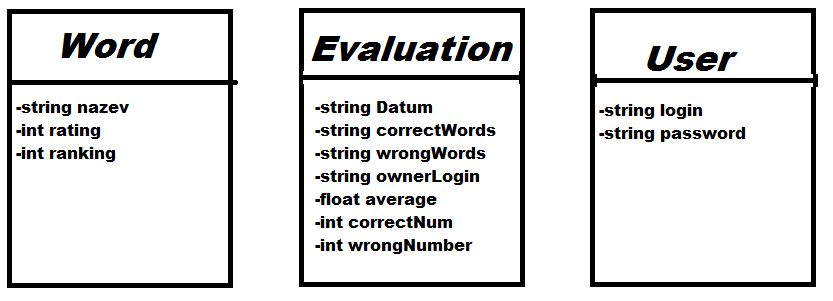 Word
-string nazev
-int rating
-int ranking
Evaluation
-string Datum
-string correctWords
-string wrongWords
-string ownerLogin
-float average
-int correctNum
-int wrongNumber
User
-string login
-string password